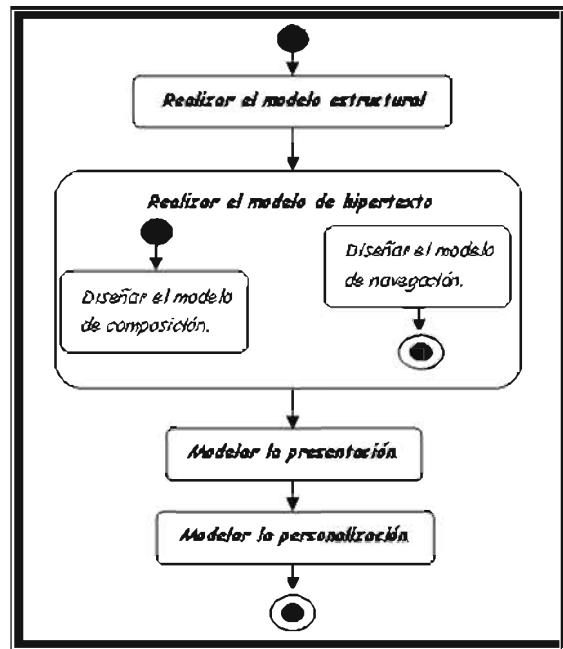 Realizar el modelo estructural
Realizar el modelo de hipertexto
Diseñar el modelo
de composición.
Diseñar el modelo
de navegación.
Modelar la presentación
Modelar la personalización